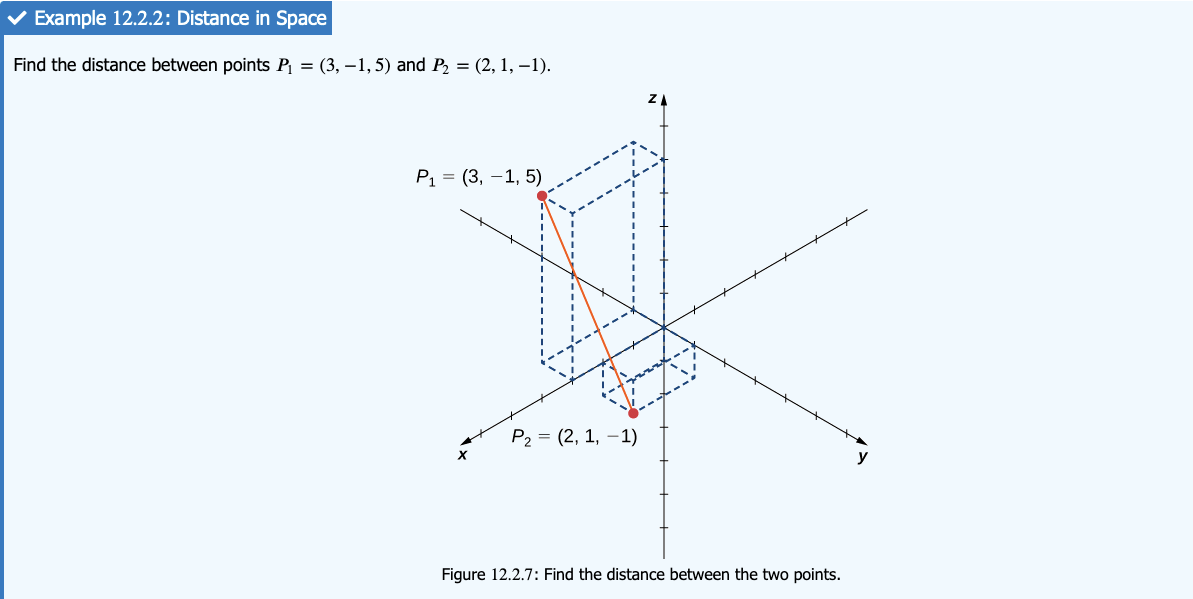 ✓ Example 12.2.2: Distance in Space
Find the distance between points P₁ = (3, −1, 5) and P₂ = (2, 1, −1).
z
P₁ = (3, −1, 5)
P₂ = (2, 1, −1)
x
y
Figure 12.2.7: Find the distance between the two points.